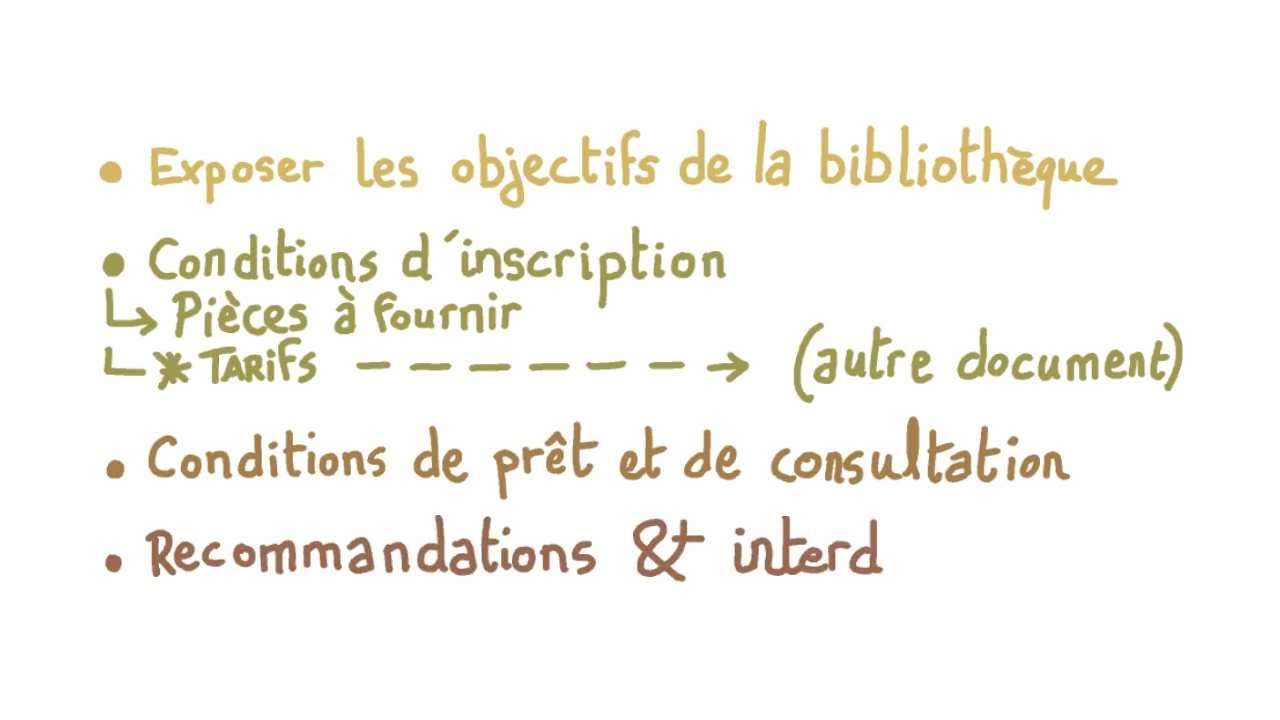 • Exposer les objectifs de la bibliothèque
• Conditions d'inscription
↳ Pièces à fournir
* TARifs - - - - - - → (autre document)
• Conditions de prêt et de consultation
• Recommandations & interd